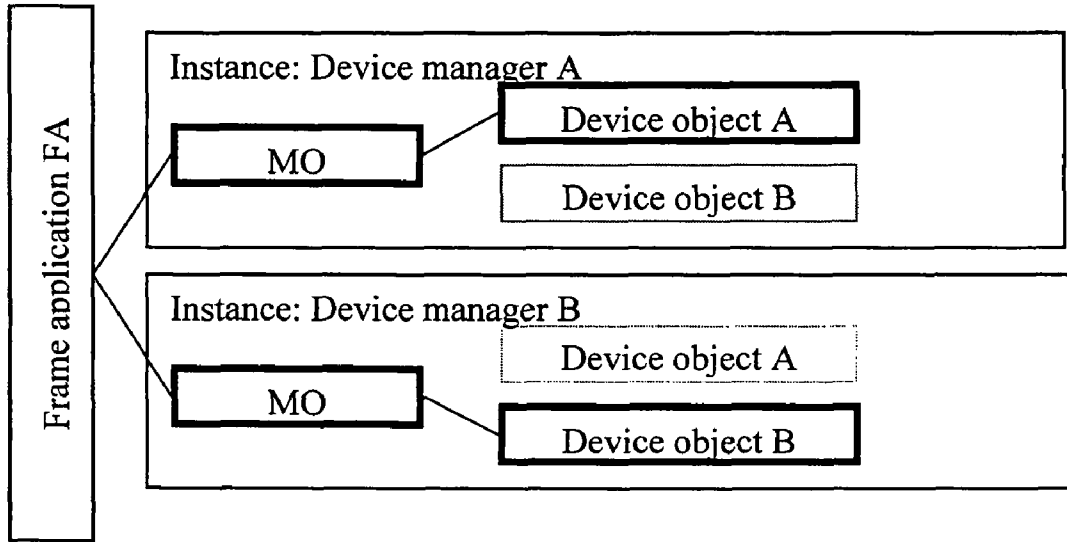 Frame application FA
Instance: Device manager A
Device object A
MO
Device object B
Instance: Device manager B
Device object A
MO
Device object B